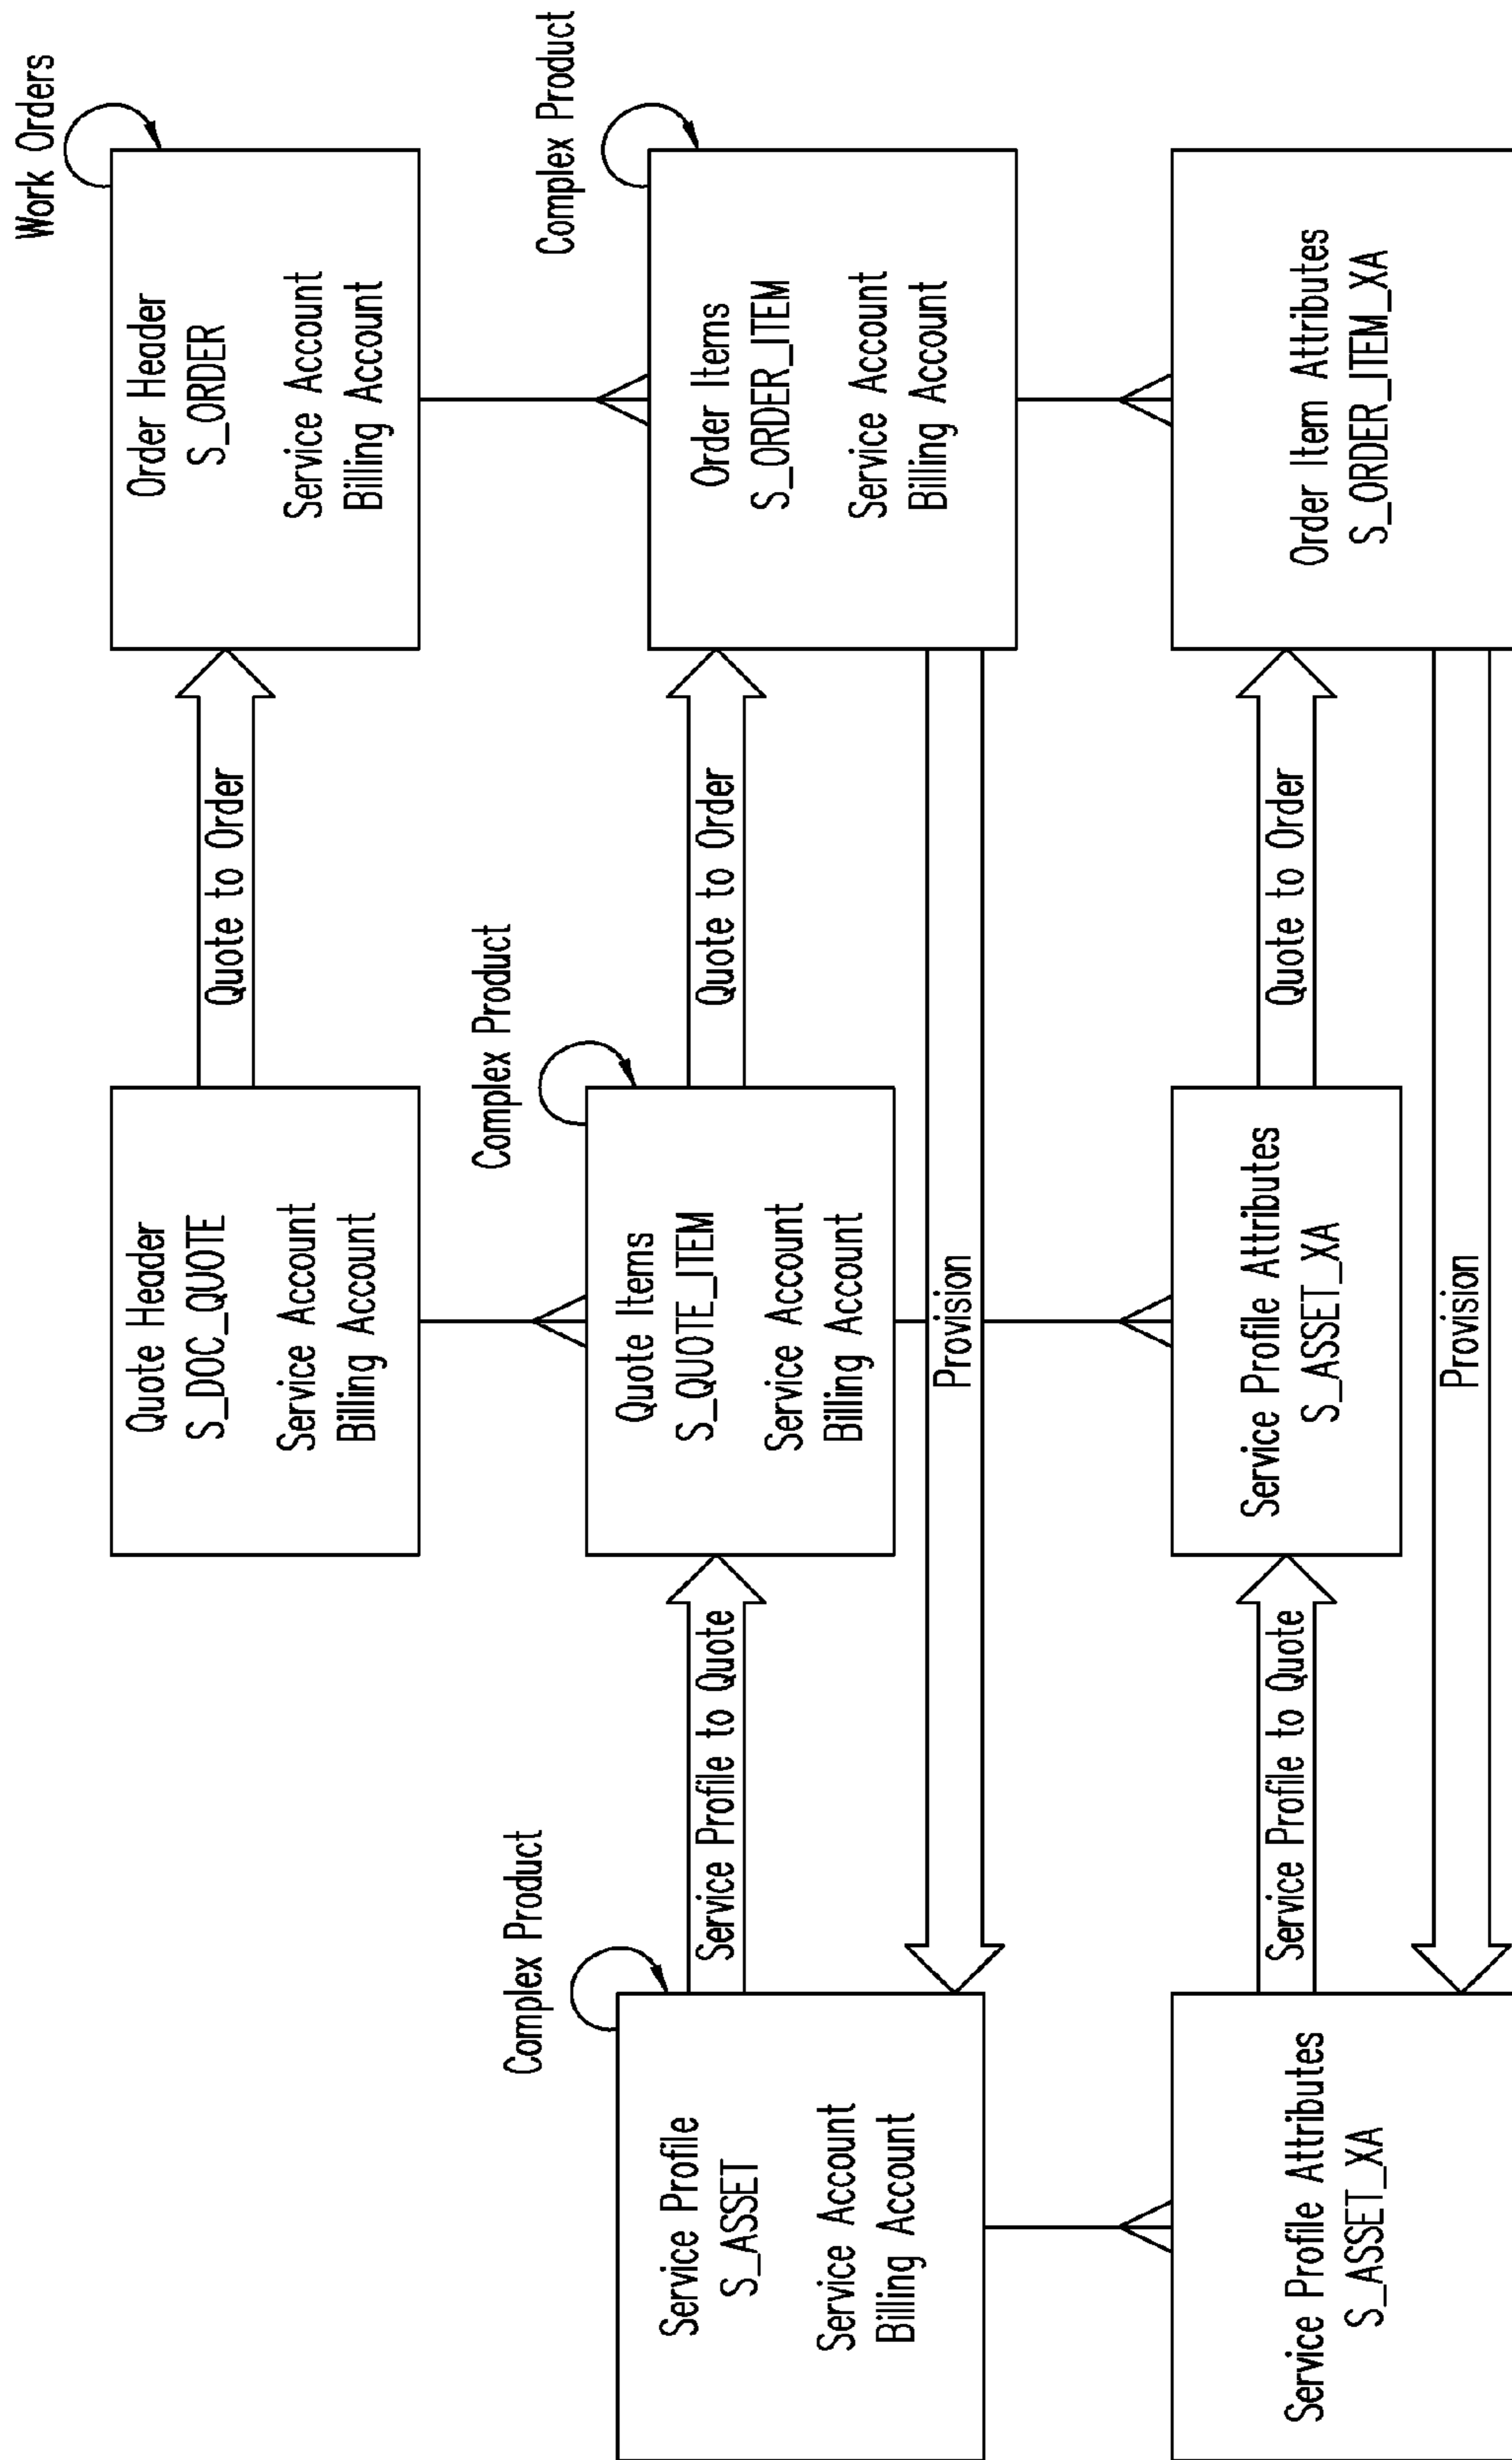 Work Orders
Quote Header
S_DOC_QUOTE
Service Account
Billing Account
Quote to Order
Order Header
S_ORDER
Service Account
Billing Account
Complex Product
Service Profile
S_ASSET
Service Account
Billing Account
Service Profile to Quote
Complex Product
Quote Items
S_QUOTE_ITEM
Service Account
Billing Account
Quote to Order
Complex Product
Order Items
S_ORDER_ITEM
Service Account
Billing Account
Provision
Service Profile Attributes
S_ASSET_XA
Service Profile to Quote
Service Profile Attributes
S_ASSET_XA
Quote to Order
Order Item Attributes
S_ORDER_ITEM_XA
Provision